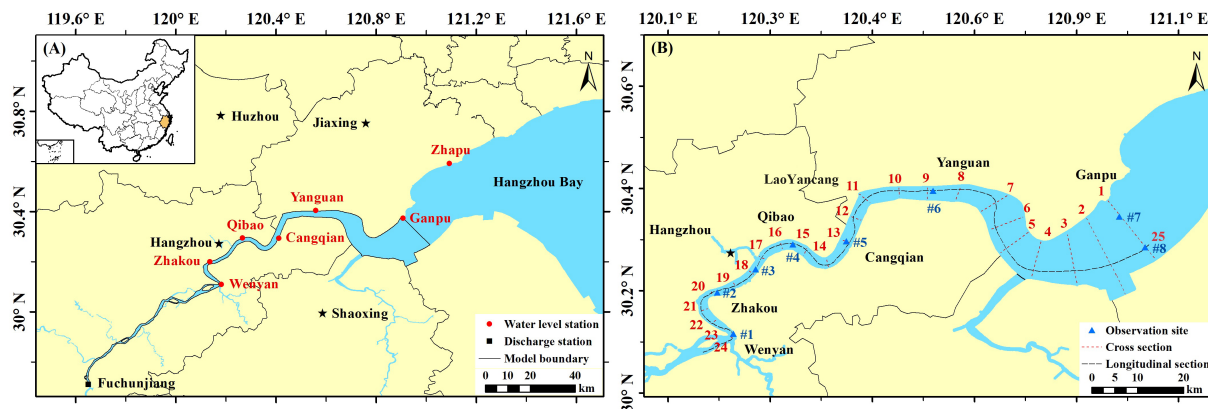 119.6 E 120.0 E 120.4 E 120.8 E 121.2 E 121.6 E
(A)
N
30.8 N
30.4 N
30 N
Huzhou
Jiaxing
Zhapu
Hangzhou Bay
Yanguan
Ganpu
Qibao
Hangzhou
Cangqian
Zhakou
Wenyan
Shaoxing
Fuchunjiang
Water level station
Discharge station
Model boundary
0 10 20 40
km
120.1 E 120.3 E 120.4 E 120.6 E 120.9 E 121.1 E
(B)
N
30.6 N
30.4 N
30.2 N
30 N
Yanguan
LaoYancang
Ganpu
11 10 9 8 7 1
#6
6 2 #7
Qibao
12
5 4 3
25
Hangzhou
17 16 15 14 13 #5
#8
#4
Cangqian
18 #3
20 19
#2
21
Zhakou
22
23 #1
24
Wenyan
Observation site
Cross section
Longitudinal section
0 5 10 20
km